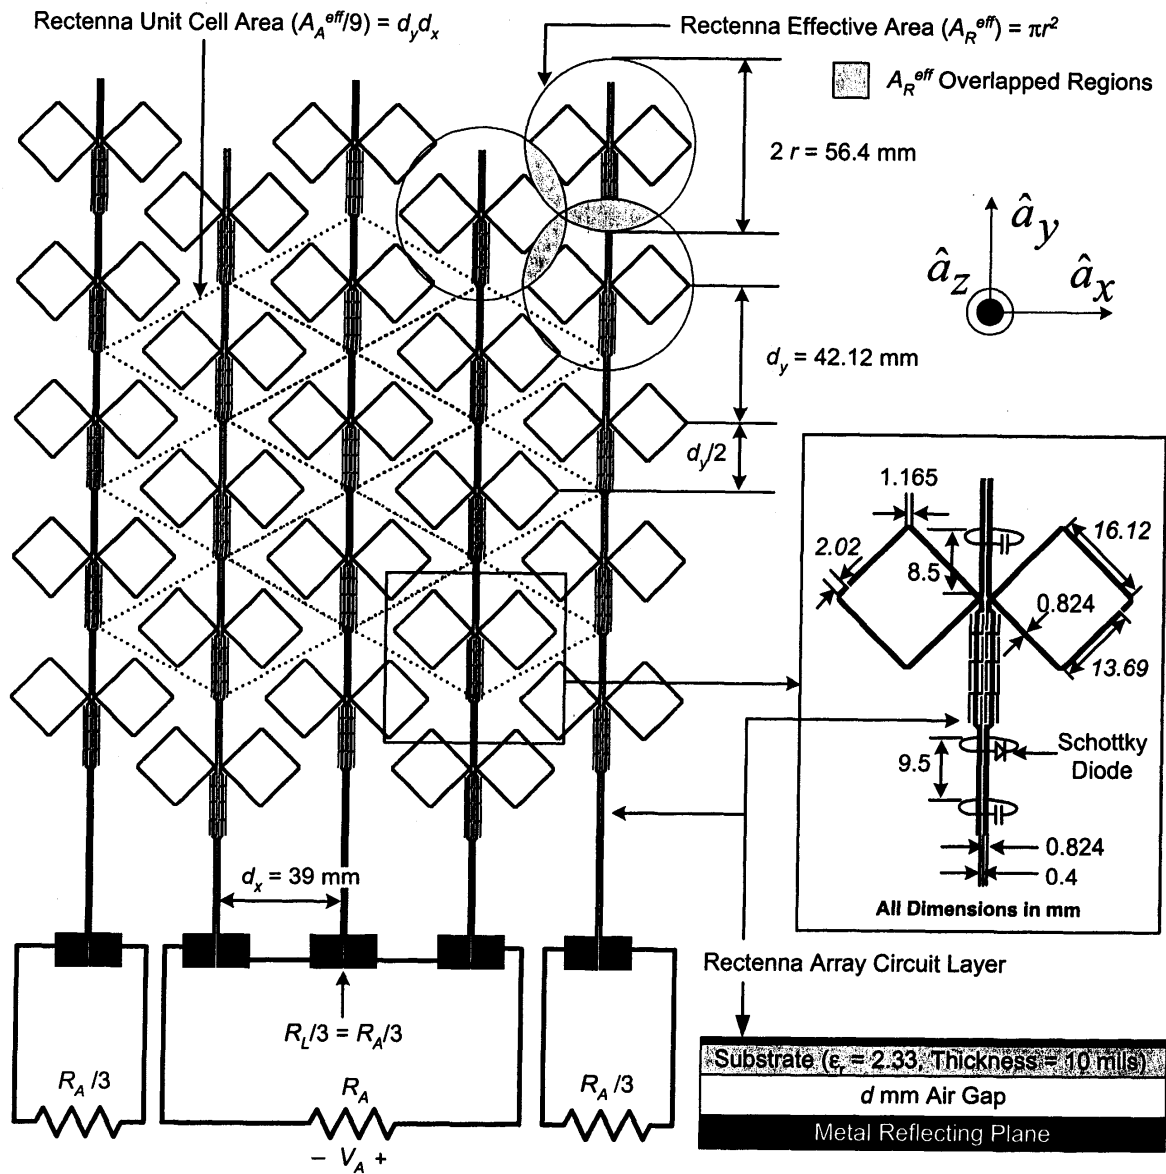 Rectenna Unit Cell Area (A_A^eff/9) = d_y d_x
Rectenna Effective Area (A_R^eff) = πr²
A_R^eff Overlapped Regions
2 r = 56.4 mm
â_y
â_z
â_x
d_y = 42.12 mm
d_y/2
1.165
2.02
8.5
16.12
0.824
13.69
9.5
Schottky
Diode
0.824
0.4
All Dimensions in mm
d_x = 39 mm
Rectenna Array Circuit Layer
R_L/3 = R_A/3
R_A /3
R_A
R_A /3
– V_A +
Substrate (ε_r = 2.33, Thickness = 10 mils)
d mm Air Gap
Metal Reflecting Plane